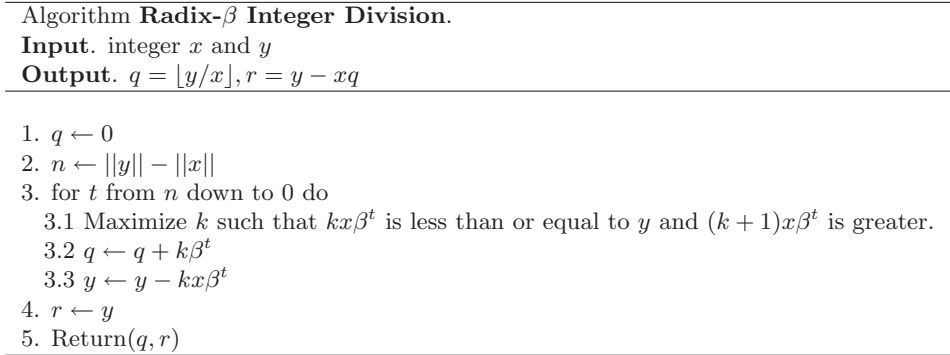 Algorithm Radix-β Integer Division.
Input. integer x and y
Output. q = ⌊y/x⌋, r = y − xq
1. q ← 0
2. n ← ||y|| − ||x||
3. for t from n down to 0 do
3.1 Maximize k such that kxβ^t is less than or equal to y and (k + 1)xβ^t is greater.
3.2 q ← q + kβ^t
3.3 y ← y − kxβ^t
4. r ← y
5. Return(q, r)